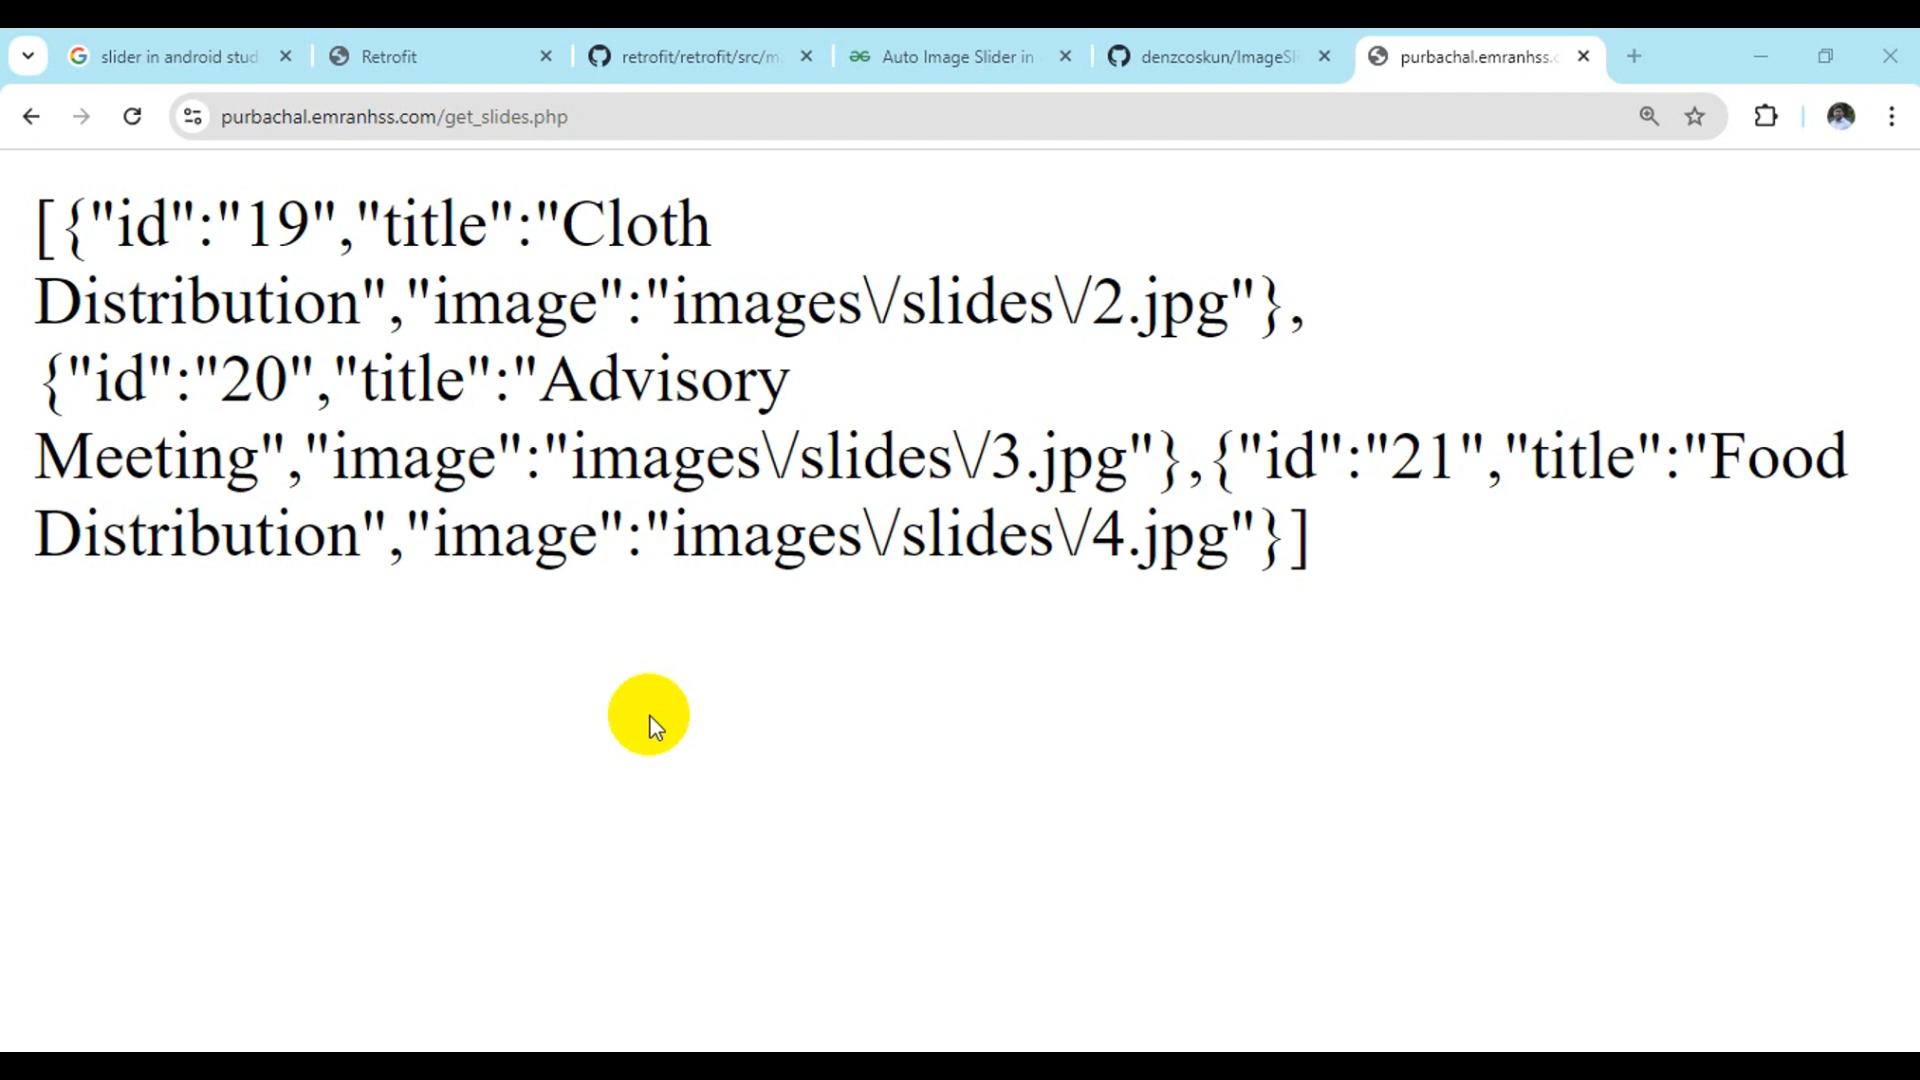 slider in android stud
Retrofit
retrofit/retrofit/src/m
Auto Image Slider in
denzcoskun/ImageSli
purbachal.emranhss.c
purbachal.emranhss.com/get_slides.php
[{"id":"19","title":"Cloth
Distribution","image":"images\/slides\/2.jpg"},
{"id":"20","title":"Advisory
Meeting","image":"images\/slides\/3.jpg"},{"id":"21","title":"Food
Distribution","image":"images\/slides\/4.jpg"}]